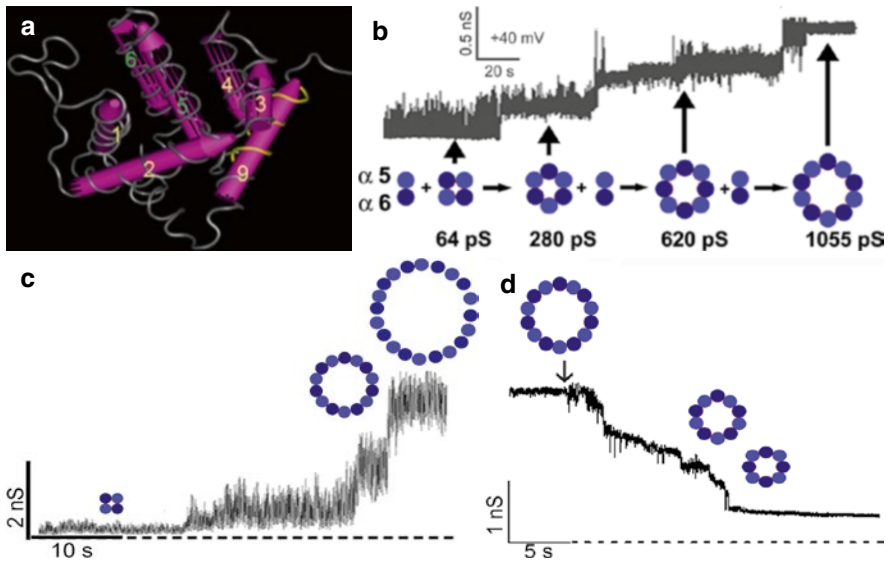 a
6
4
5
3
1
2
9
b
0.5 nS
+40 mV
20 s
α 5
α 6
+
+
+
64 pS
280 pS
620 pS
1055 pS
c
2 nS
10 s
d
1 nS
5 s